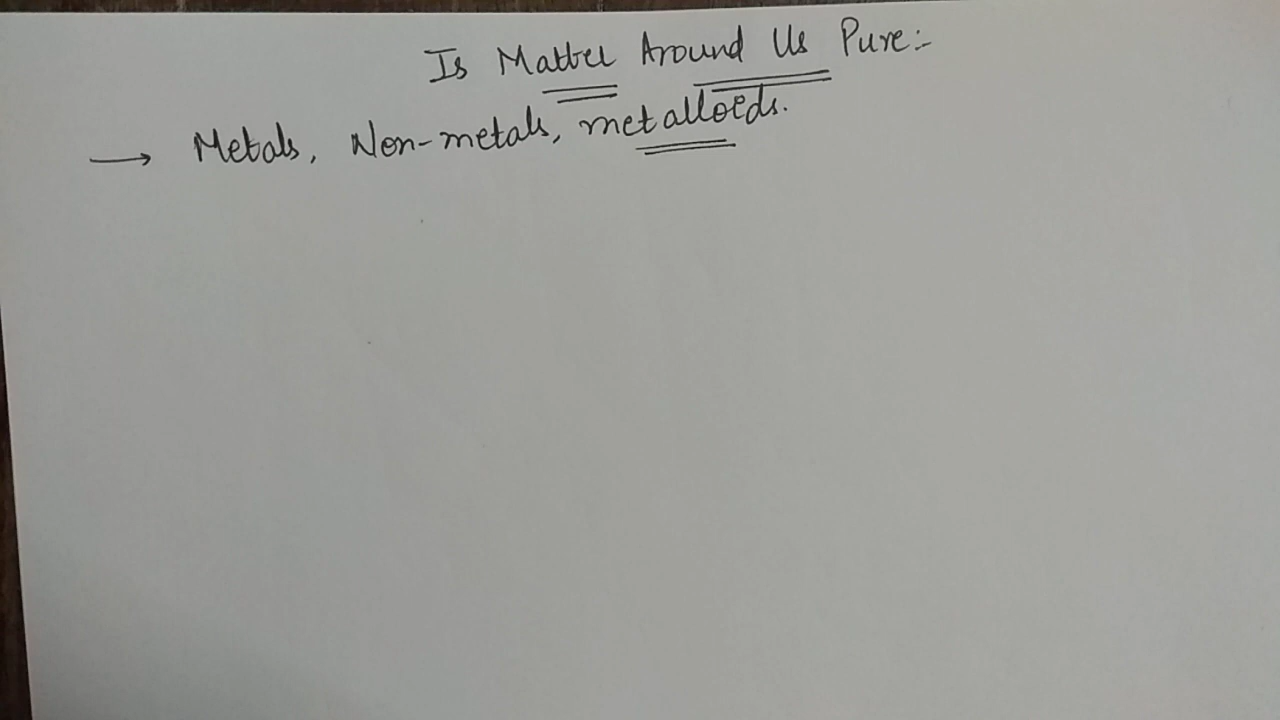 Is Matter Around Us Pure:-
→ Metals, Non-metals, metalloids.